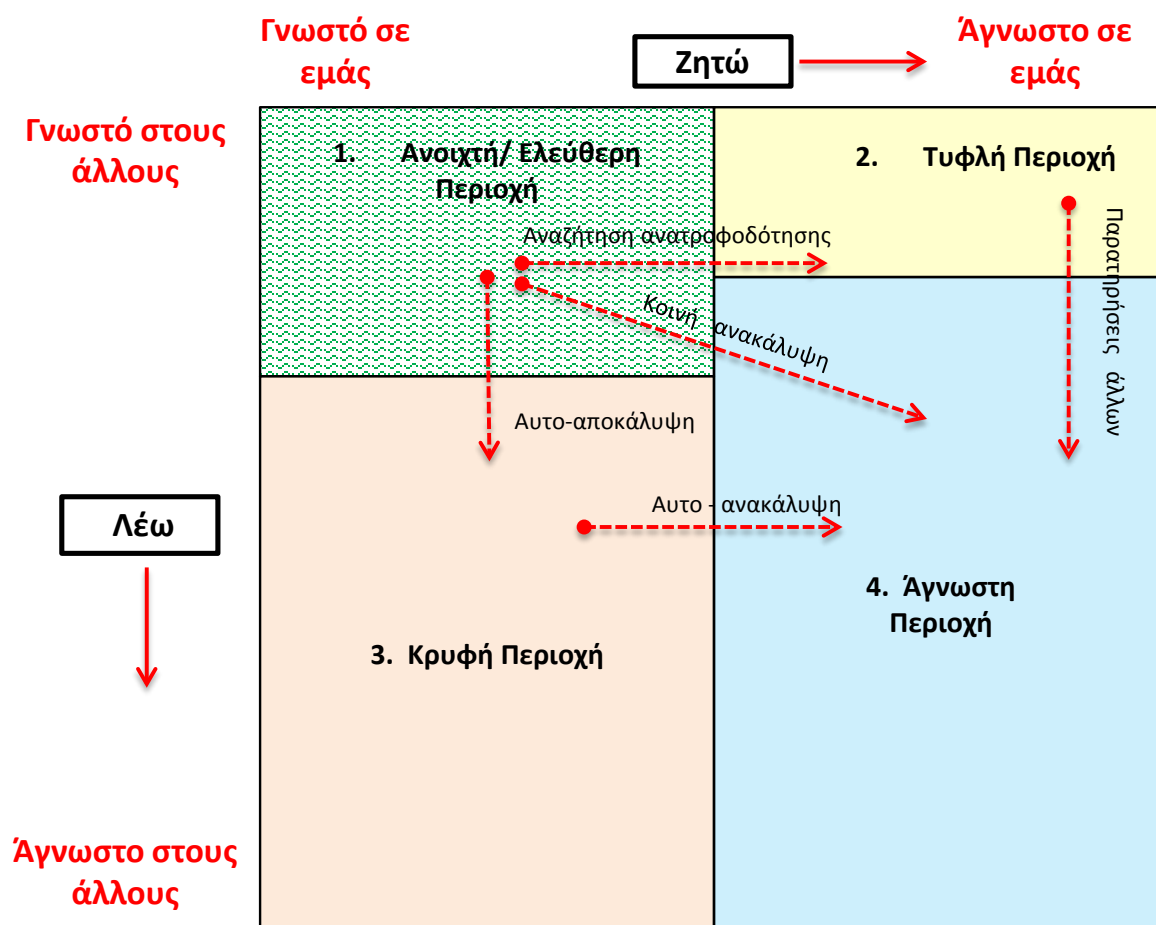 Γνωστό σε
εμάς
Ζητώ
Άγνωστο σε
εμάς
Γνωστό στους
άλλους
1. Ανοιχτή/ Ελεύθερη
Περιοχή
2. Τυφλή Περιοχή
Αναζήτηση ανατροφοδότησης
Παρατηρήσεις άλλων
Κοινή ανακάλυψη
Αυτο-αποκάλυψη
Λέω
Αυτο - ανακάλυψη
4. Άγνωστη
Περιοχή
3. Κρυφή Περιοχή
Άγνωστο στους
άλλους